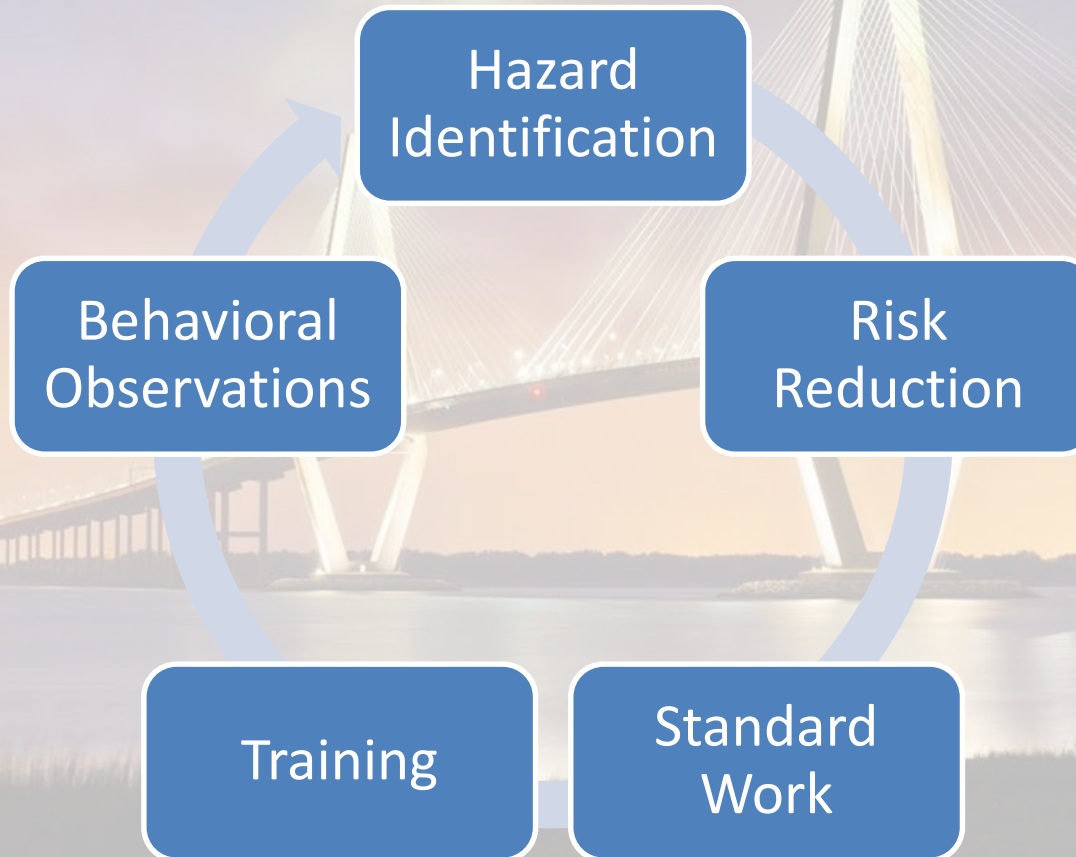 Hazard
Identification
Risk
Reduction
Standard
Work
Training
Behavioral
Observations